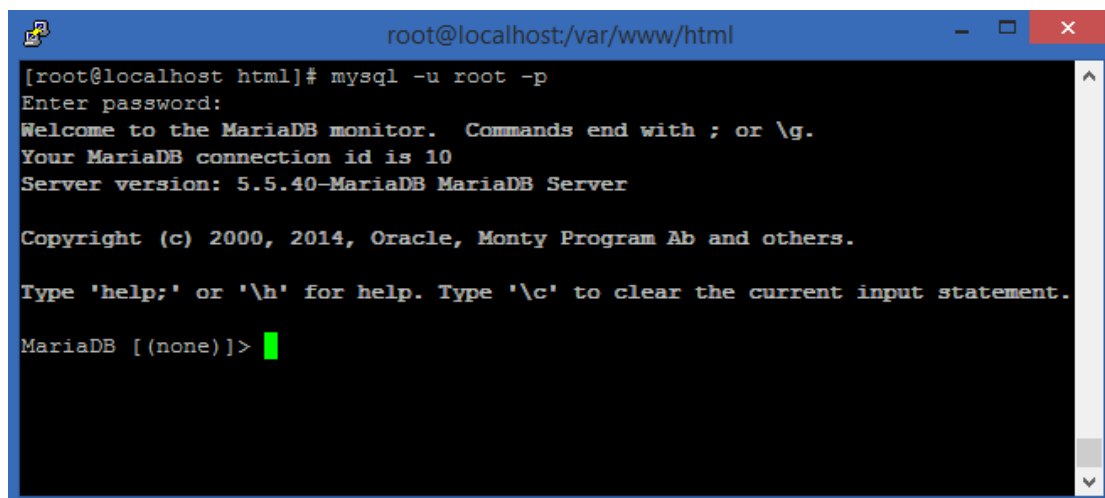 root@localhost:/var/www/html
[root@localhost html]# mysql -u root -p
Enter password:
Welcome to the MariaDB monitor.  Commands end with ; or \g.
Your MariaDB connection id is 10
Server version: 5.5.40-MariaDB MariaDB Server
Copyright (c) 2000, 2014, Oracle, Monty Program Ab and others.
Type 'help;' or '\h' for help. Type '\c' to clear the current input statement.
MariaDB [(none)]>